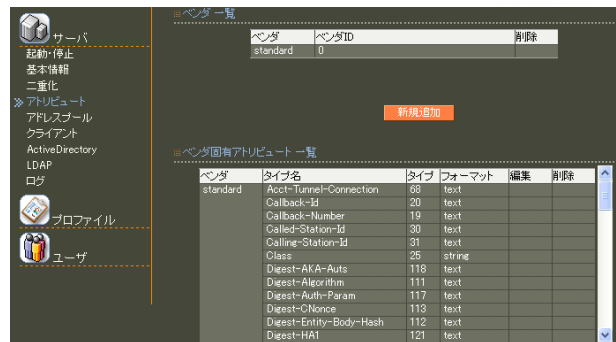 サーバ
起動・停止
基本情報
二重化
アトリビュート
アドレスプール
クライアント
ActiveDirectory
LDAP
ログ
プロファイル
ユーザ
ベンダ 一覧
ベンダ ベンダID 削除
standard 0
新規追加
ベンダ固有アトリビュート 一覧
ベンダ タイプ名 タイプ フォーマット 編集 削除
standard Acct-Tunnel-Connection 68 text
Callback-Id 20 text
Callback-Number 19 text
Called-Station-Id 30 text
Calling-Station-Id 31 text
Class 25 string
Digest-AKA-Auts 118 text
Digest-Algorithm 111 text
Digest-Auth-Param 117 text
Digest-CNonce 113 text
Digest-Entity-Body-Hash 112 text
Digest-HA1 121 text